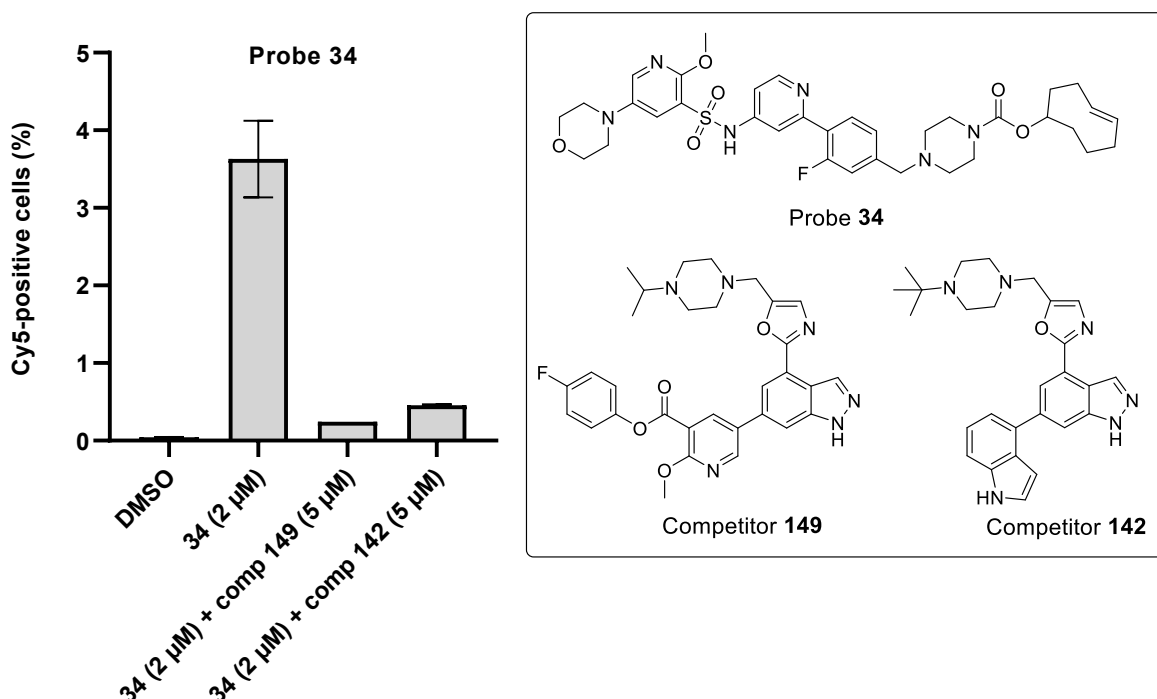 Probe 34
Cy5-positive cells (%)
5
4
3
2
1
0
DMSO
34 (2 µM)
34 (2 µM) + comp 149 (5 µM)
34 (2 µM) + comp 142 (5 µM)
N
O
O
N
O
S
O
N
H
N
F
N
N
O
O
Probe 34
N
N
O
N
F
O
O
O
N
N
N
H
Competitor 149
N
N
O
N
N
N
H
HN
Competitor 142